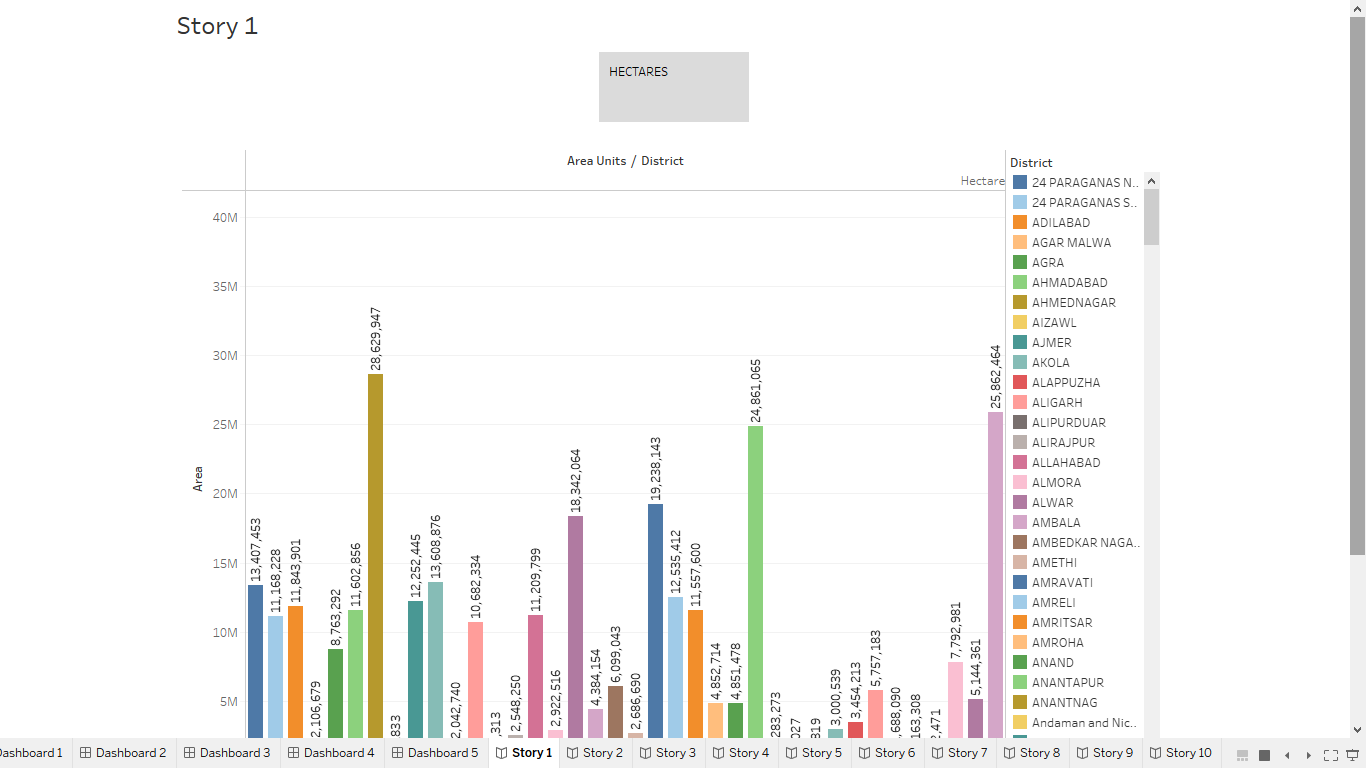 Story 1
HECTARES
Area Units / District
Hectare
40M
35M
30M
25M
20M
15M
10M
5M
Area
13,407,453
11,168,228
11,843,901
2,106,679
8,763,292
11,602,856
28,629,947
833
12,252,445
13,608,876
2,042,740
10,682,334
313
2,548,250
11,209,799
2,922,516
18,342,064
4,384,154
6,099,043
2,686,690
19,238,143
12,535,412
11,557,600
4,852,714
4,851,478
24,861,065
283,273
027
319
3,000,539
3,454,213
5,757,183
,688,090
163,308
2,471
7,792,981
5,144,361
25,862,464
District
24 PARAGANAS N..
24 PARAGANAS S..
ADILABAD
AGAR MALWA
AGRA
AHMADABAD
AHMEDNAGAR
AIZAWL
AJMER
AKOLA
ALAPPUZHA
ALIGARH
ALIPURDUAR
ALIRAJPUR
ALLAHABAD
ALMORA
ALWAR
AMBALA
AMBEDKAR NAGA..
AMETHI
AMRAVATI
AMRELI
AMRITSAR
AMROHA
ANAND
ANANTAPUR
ANANTNAG
Andaman and Nic..
Dashboard 1
Dashboard 2
Dashboard 3
Dashboard 4
Dashboard 5
Story 1
Story 2
Story 3
Story 4
Story 5
Story 6
Story 7
Story 8
Story 9
Story 10